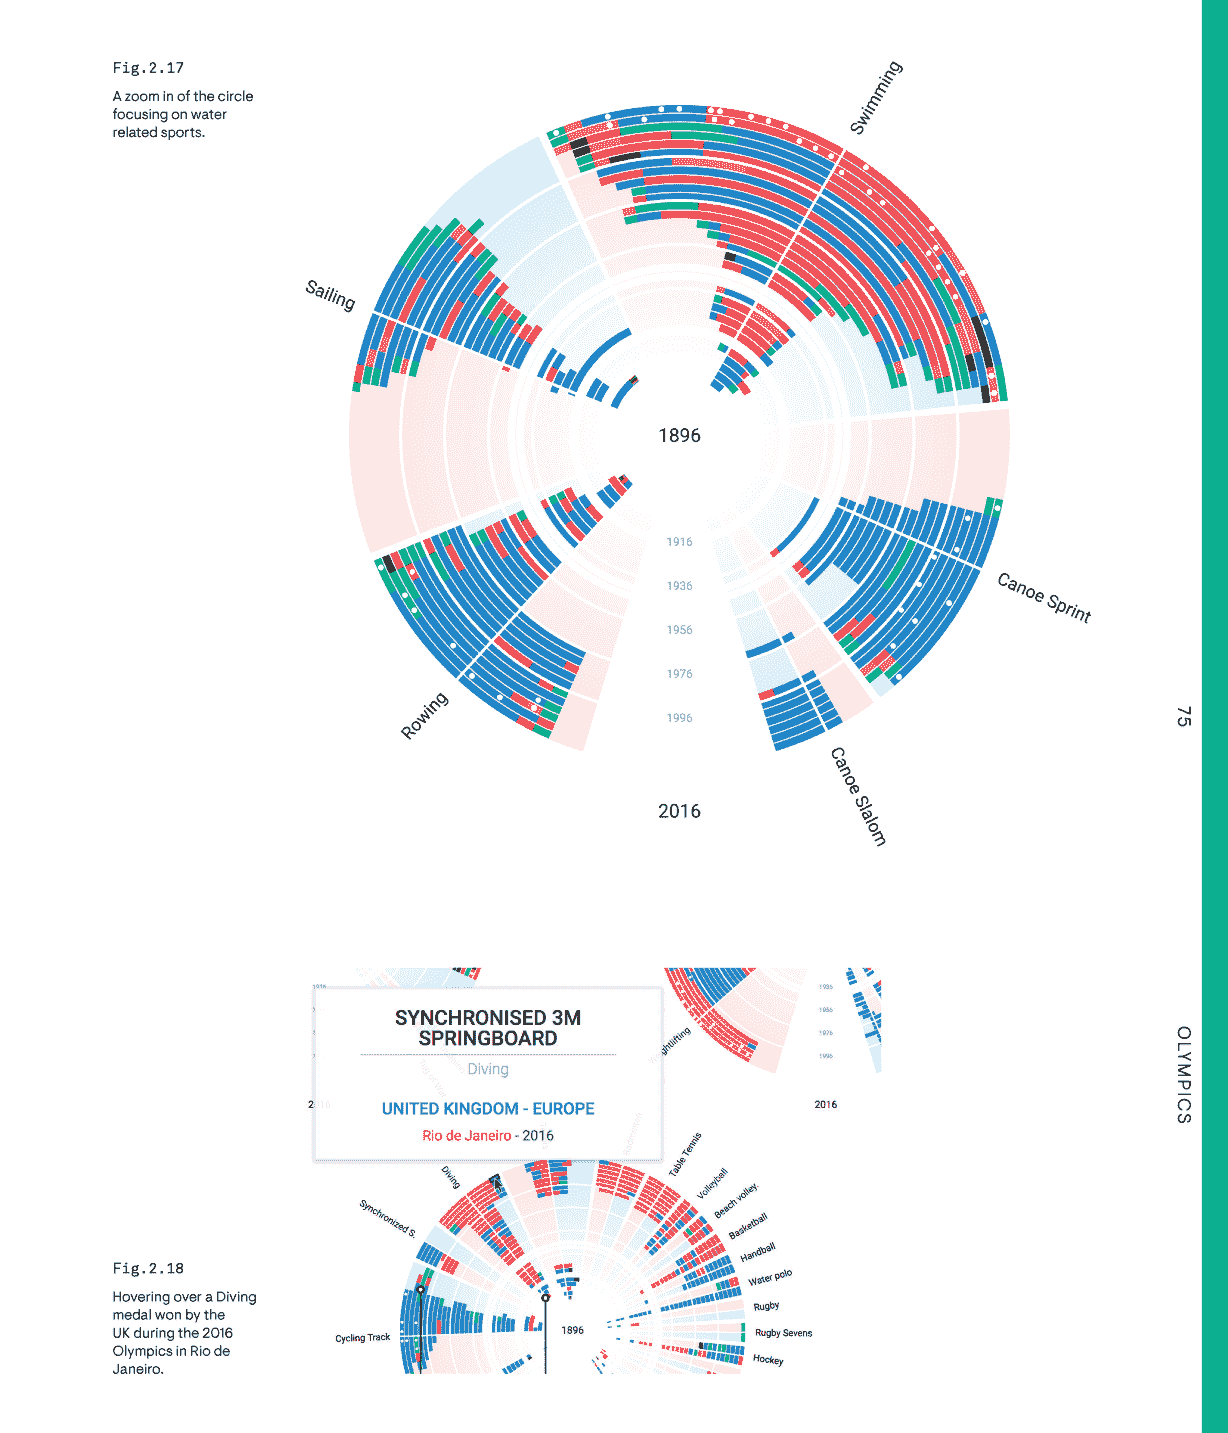 Fig.2.17
A zoom in of the circle
focusing on water
related sports.
Swimming
Sailing
1896
1916
1936
1956
1976
1996
2016
Canoe Sprint
Rowing
Canoe Slalom
75
OLYMPICS
SYNCHRONISED 3M
SPRINGBOARD
Diving
UNITED KINGDOM - EUROPE
Rio de Janeiro - 2016
1936
1956
1976
1996
2016
Table Tennis
Volleyball
Beach volley.
Basketball
Handball
Water polo
Rugby
Rugby Sevens
Hockey
Diving
Synchronized S.
Cycling Track
1896
Fig.2.18
Hovering over a Diving
medal won by the
UK during the 2016
Olympics in Rio de
Janeiro.